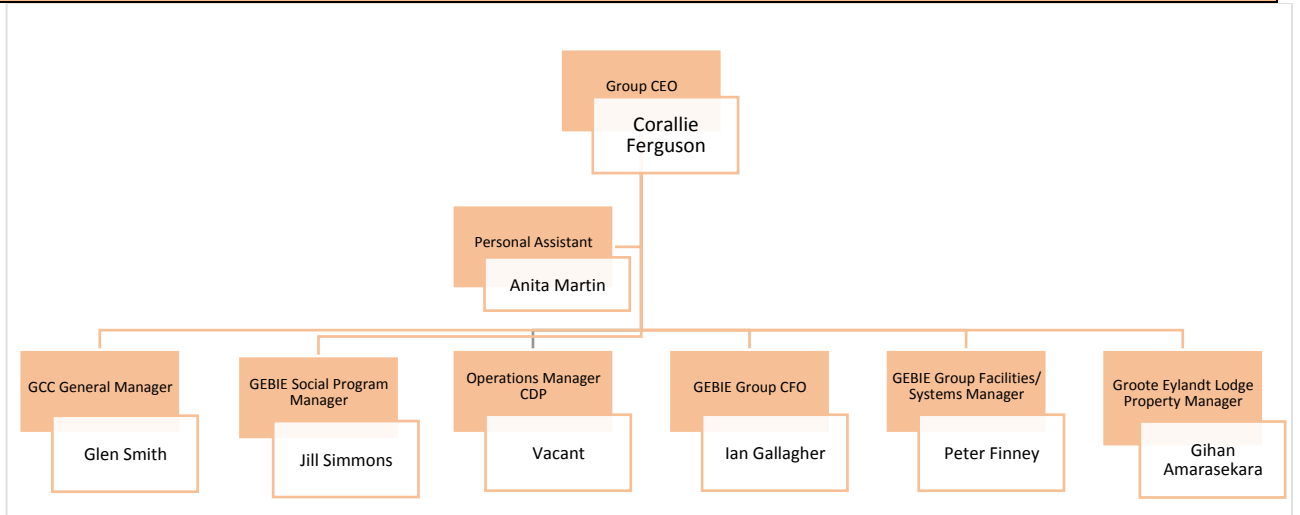 Group CEO
Corallie
Ferguson
Personal Assistant
Anita Martin
GCC General Manager
Glen Smith
GEBIE Social Program
Manager
Jill Simmons
Operations Manager
CDP
Vacant
GEBIE Group CFO
Ian Gallagher
GEBIE Group Facilities/
Systems Manager
Peter Finney
Groote Eylandt Lodge
Property Manager
Gihan
Amarasekara